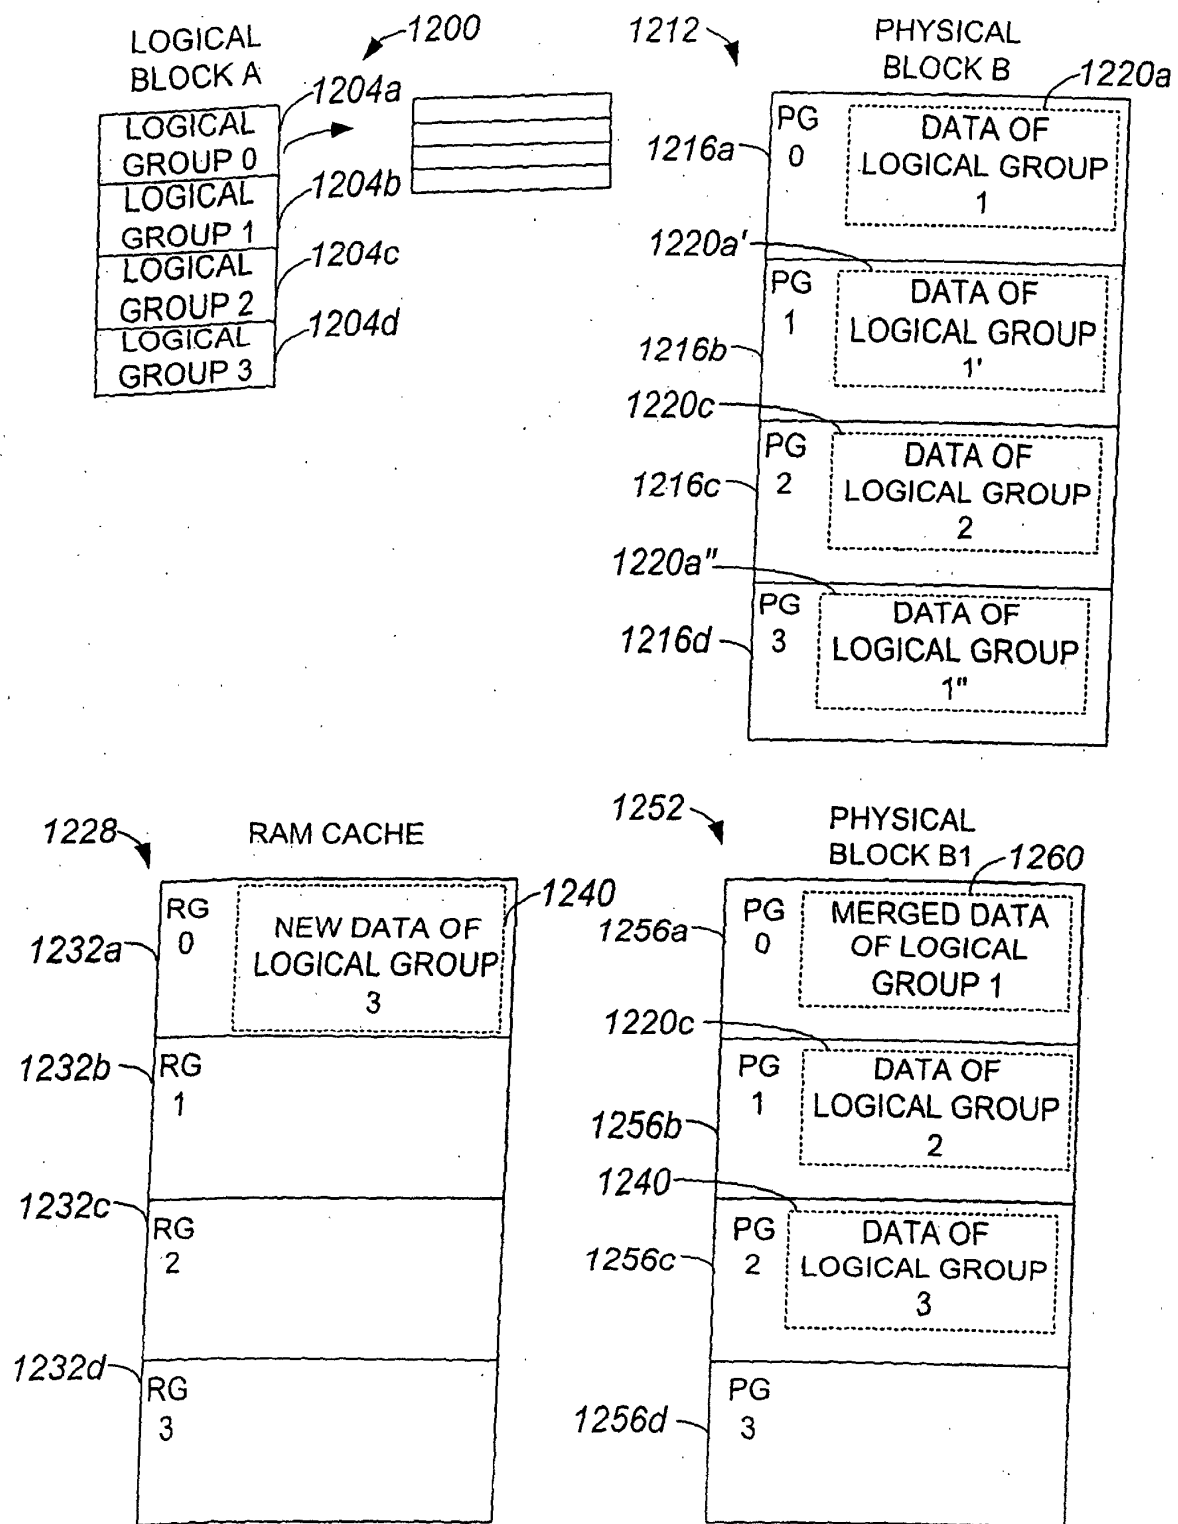 LOGICAL
BLOCK A
1200
1204a
LOGICAL
GROUP 0
1204b
LOGICAL
GROUP 1
1204c
LOGICAL
GROUP 2
1204d
LOGICAL
GROUP 3
1212
PHYSICAL
BLOCK B
1220a
1216a
PG
0
DATA OF
LOGICAL GROUP
1
1220a'
PG
1
DATA OF
LOGICAL GROUP
1'
1216b
1220c
PG
2
DATA OF
LOGICAL GROUP
2
1216c
1220a"
PG
3
DATA OF
LOGICAL GROUP
1"
1216d
1228
RAM CACHE
1240
RG
0
NEW DATA OF
LOGICAL GROUP
3
1232a
1232b
RG
1
1232c
RG
2
1232d
RG
3
1252
PHYSICAL
BLOCK B1
1260
1256a
PG
0
MERGED DATA
OF LOGICAL
GROUP 1
1220c
PG
1
DATA OF
LOGICAL GROUP
2
1256b
1240
PG
2
DATA OF
LOGICAL GROUP
3
1256c
PG
3
1256d